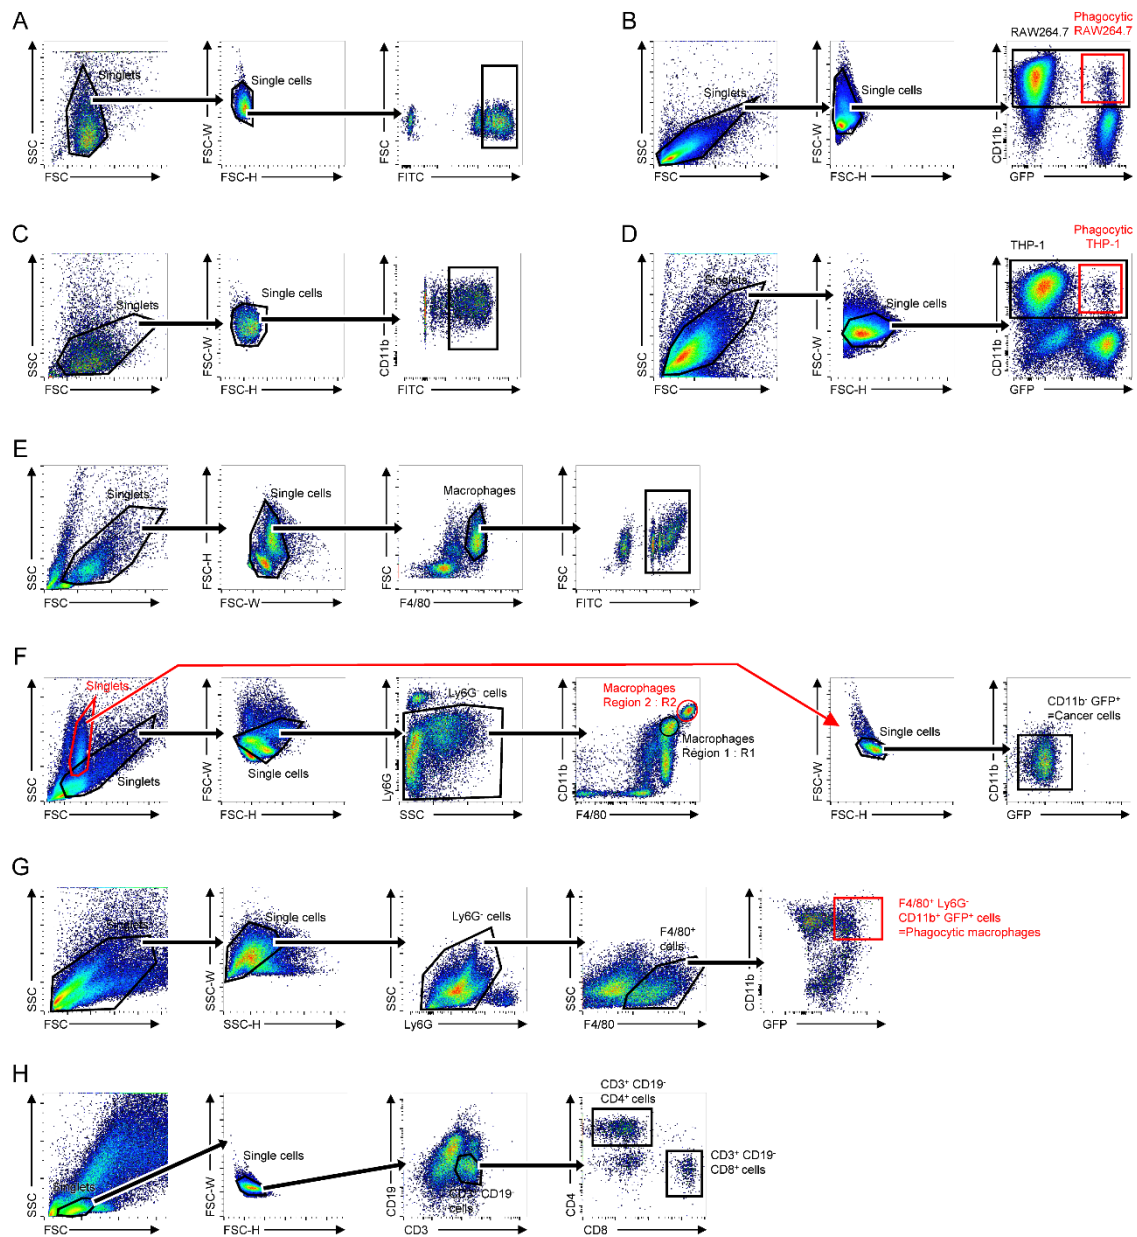 A
Singlets
SSC
FSC
Single cells
FSC-W
FSC-H
FSC
FITC
B
Singlets
SSC
FSC
Single cells
FSC-W
FSC-H
RAW264.7
Phagocytic
RAW264.7
CD11b
GFP
C
Singlets
SSC
FSC
Single cells
FSC-W
FSC-H
CD11b
FITC
D
Singlets
SSC
FSC
Single cells
FSC-W
FSC-H
THP-1
Phagocytic
THP-1
CD11b
GFP
E
Singlets
SSC
FSC
Single cells
FSC-H
FSC-W
Macrophages
SSC
F4/80
FSC
FITC
F
Singlets
Singlets
SSC
FSC
Single cells
FSC-W
FSC-H
Ly6G⁻ cells
Ly6G
SSC
Macrophages
Region 2 : R2
Macrophages
Region 1 : R1
CD11b
F4/80
Single cells
FSC-W
FSC-H
CD11b⁻ GFP⁺
=Cancer cells
CD11b
GFP
G
Singlets
SSC
FSC
Single cells
SSC-W
SSC-H
Ly6G⁻ cells
SSC
Ly6G
F4/80⁺
cells
SSC
F4/80
F4/80⁺ Ly6G⁻
CD11b⁺ GFP⁺ cells
=Phagocytic macrophages
CD11b
GFP
H
Singlets
SSC
FSC
Single cells
FSC-W
FSC-H
CD3⁺ CD19⁻
cells
CD19
CD3
CD3⁺ CD19⁻
CD4⁺ cells
CD3⁺ CD19⁻
CD8⁺ cells
CD4
CD8